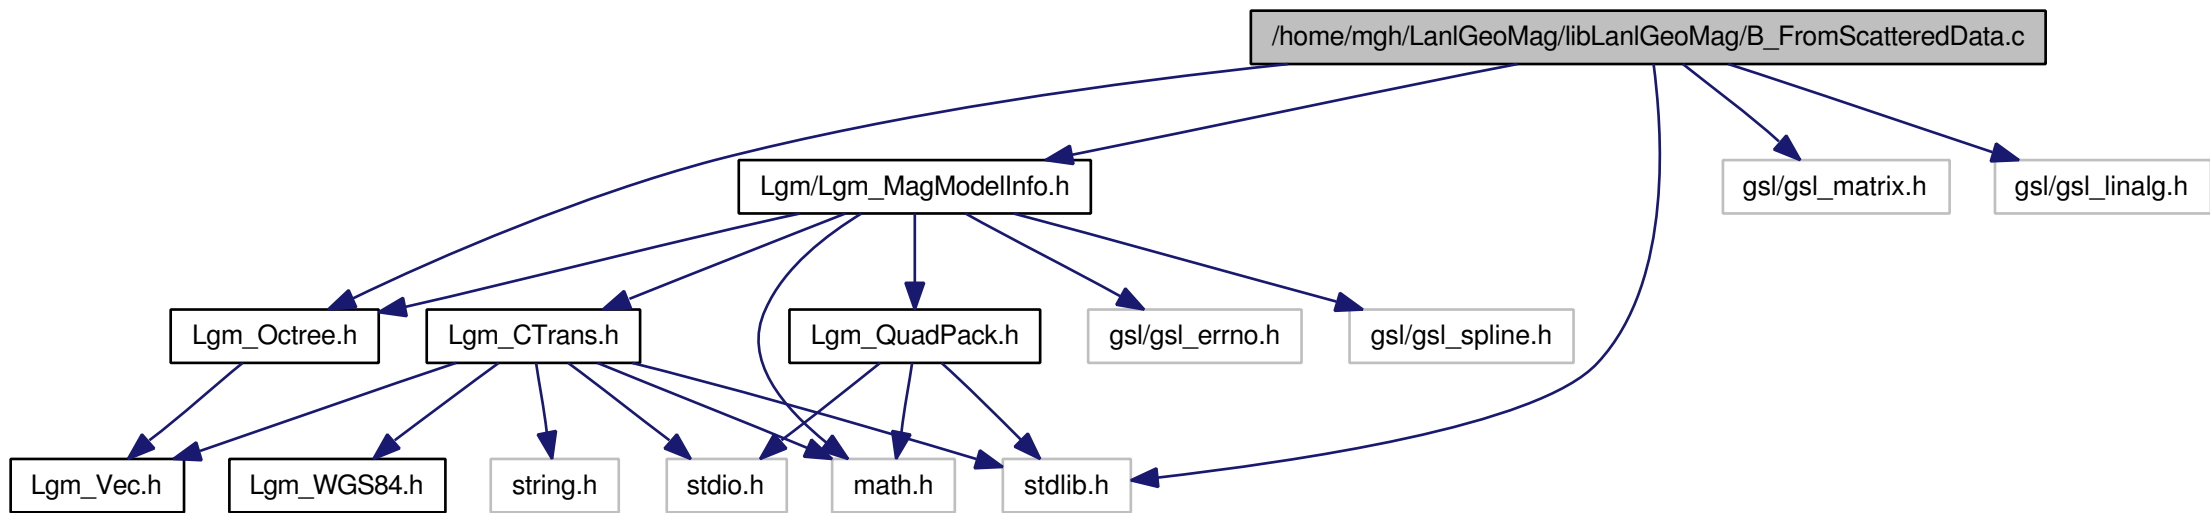 /home/mgh/LanlGeoMag/libLanlGeoMag/B_FromScatteredData.c
Lgm/Lgm_MagModelInfo.h
gsl/gsl_matrix.h
gsl/gsl_linalg.h
Lgm_Octree.h
Lgm_CTrans.h
Lgm_QuadPack.h
gsl/gsl_errno.h
gsl/gsl_spline.h
Lgm_Vec.h
Lgm_WGS84.h
string.h
stdio.h
math.h
stdlib.h